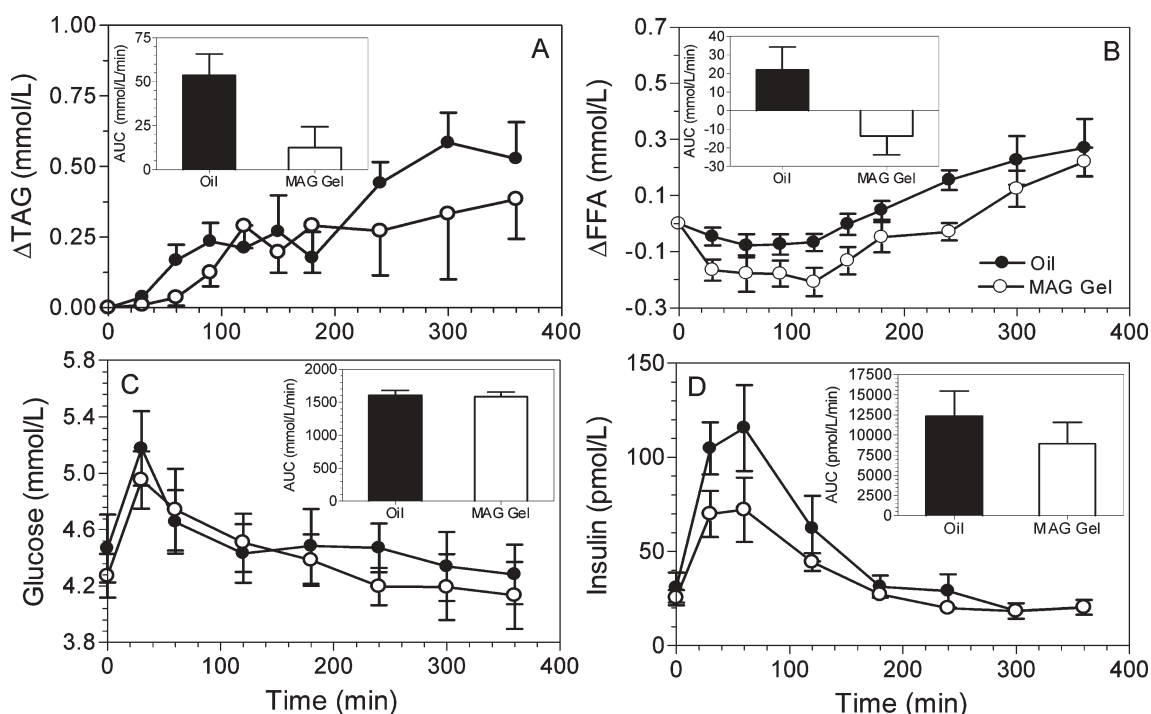 A
ΔTAG (mmol/L)
1.00
0.75
0.50
0.25
0.00
0
100
200
300
400
AUC (mmol/L/min)
75
50
25
0
Oil
MAG Gel
B
ΔFFA (mmol/L)
0.7
0.5
0.3
0.1
-0.1
-0.3
0
100
200
300
400
AUC (mmol/L/min)
40
30
20
10
0
-10
-20
-30
Oil
MAG Gel
Oil
MAG Gel
C
Glucose (mmol/L)
5.8
5.4
5.0
4.6
4.2
3.8
0
100
200
300
400
Time (min)
AUC (mmol/L/min)
2000
1500
1000
500
0
Oil
MAG Gel
D
Insulin (pmol/L)
150
100
50
0
0
100
200
300
400
Time (min)
AUC (pmol/L/min)
17500
15000
12500
10000
7500
5000
2500
0
Oil
MAG Gel